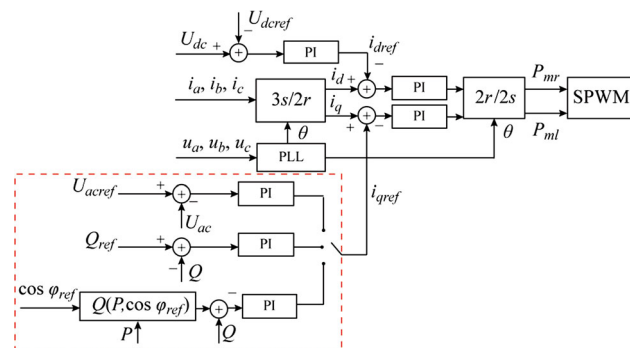 U_dcref
−
U_dc + + PI i_dref
−
i_a, i_b, i_c 3s/2r i_d + + PI 2r/2s P_mr SPWM
i_q + + − PI P_ml
θ θ
u_a, u_b, u_c PLL
i_qref
U_acref + + − PI
U_ac
Q_ref + + PI
− Q
cos φ_ref Q(P,cos φ_ref) + − PI
P Q